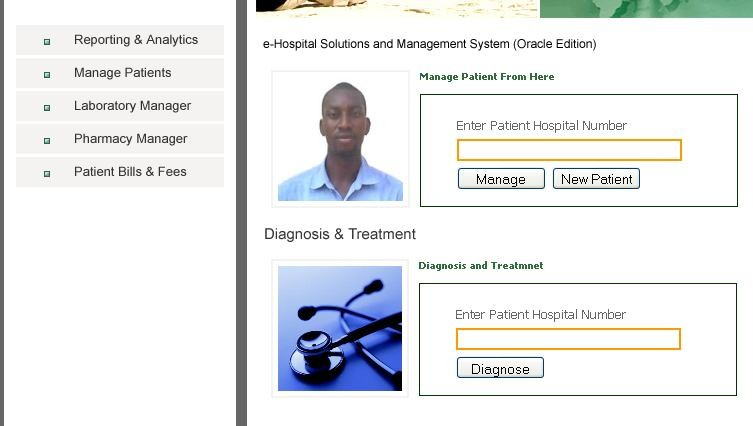 Reporting & Analytics
Manage Patients
Laboratory Manager
Pharmacy Manager
Patient Bills & Fees
e-Hospital Solutions and Management System (Oracle Edition)
Manage Patient From Here
Enter Patient Hospital Number
Manage
New Patient
Diagnosis & Treatment
Diagnosis and Treatmnet
Enter Patient Hospital Number
Diagnose